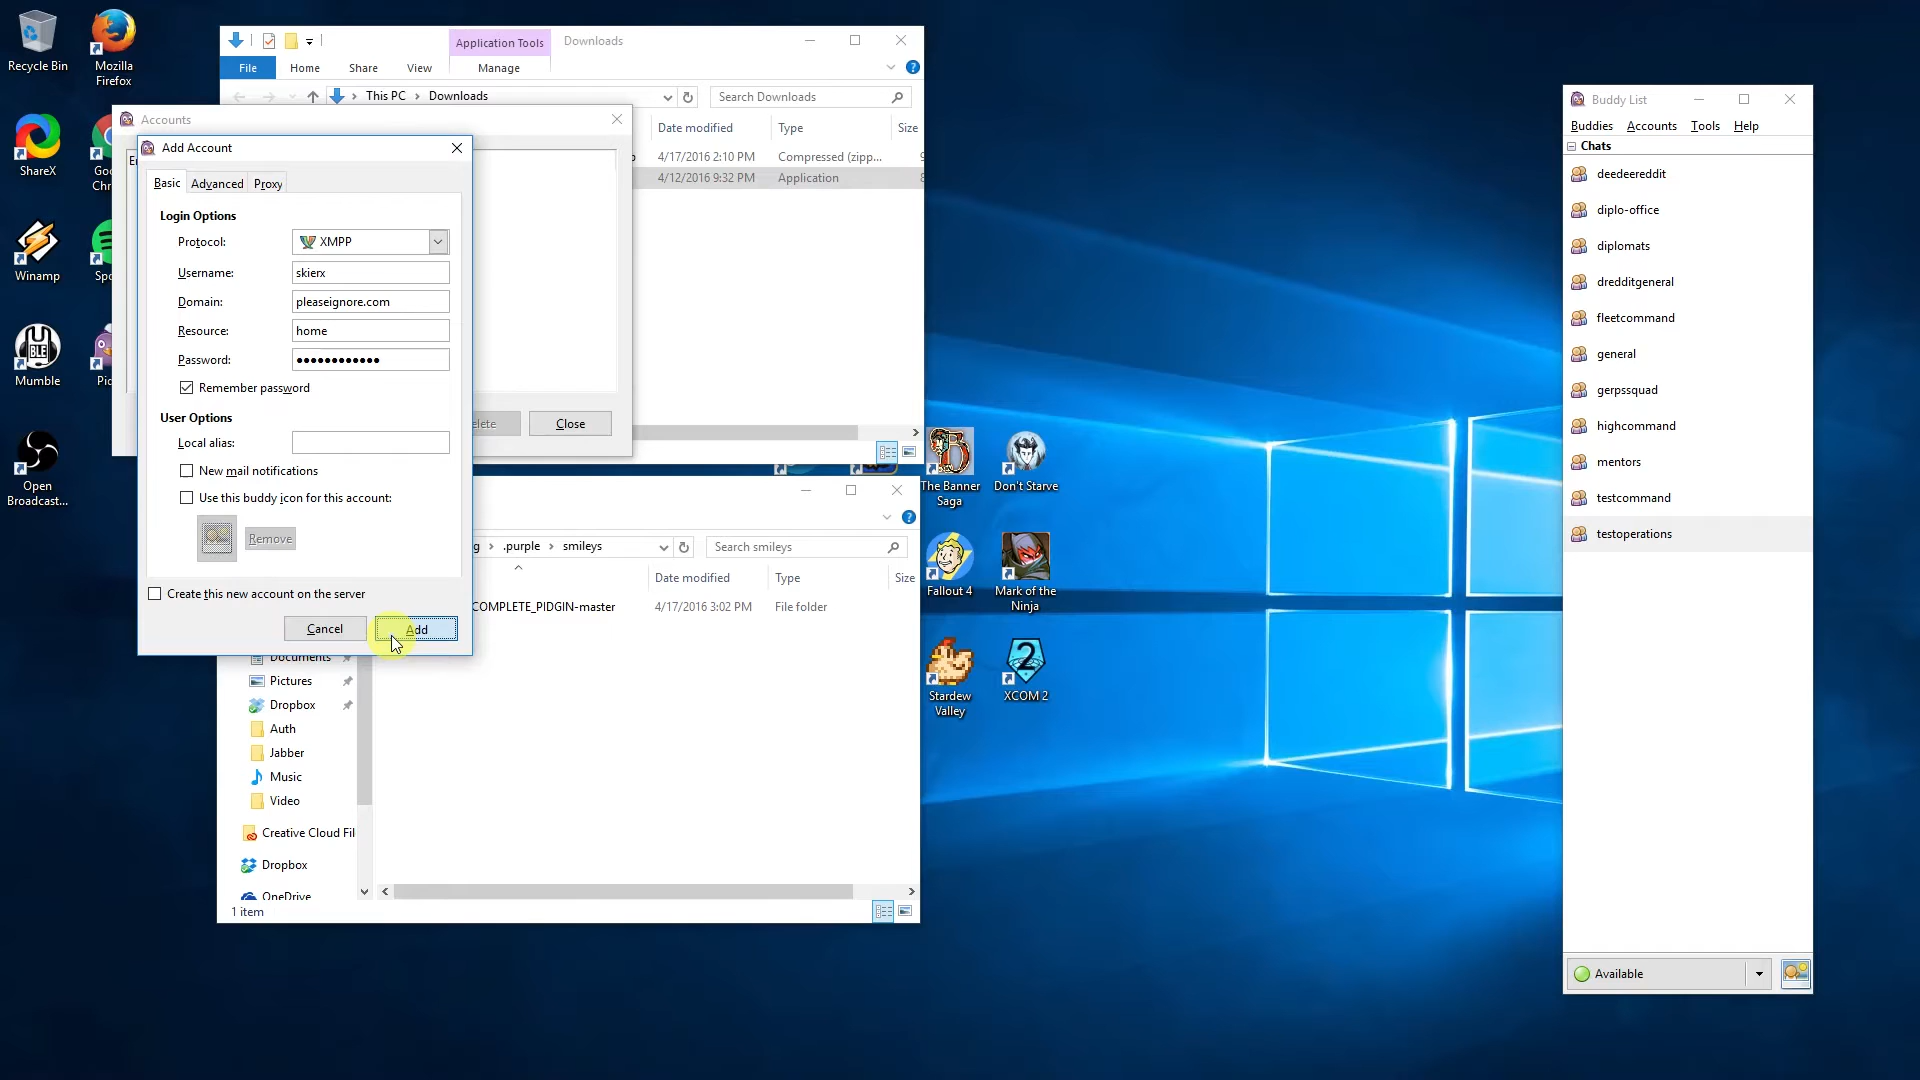 Recycle Bin
Mozilla
Firefox
ShareX
Winamp
Mumble
Open
Broadcast...
Application Tools
Downloads
File
Home
Share
View
Manage
This PC
Downloads
Search Downloads
Date modified
Type
Size
4/17/2016 2:10 PM
Compressed (zipp...
4/12/2016 9:32 PM
Application
Accounts
Close
Add Account
Basic
Advanced
Proxy
Login Options
Protocol:
XMPP
Username:
skierx
Domain:
pleaseignore.com
Resource:
home
Password:
Remember password
User Options
Local alias:
New mail notifications
Use this buddy icon for this account:
Remove
Create this new account on the server
Cancel
Add
.purple
smileys
Search smileys
Date modified
Type
Size
COMPLETE_PIDGIN-master
4/17/2016 3:02 PM
File folder
Documents
Pictures
Dropbox
Auth
Jabber
Music
Video
Creative Cloud Fil
Dropbox
OneDrive
1 item
The Banner
Saga
Don't Starve
Fallout 4
Mark of the
Ninja
Stardew
Valley
2
XCOM 2
Buddy List
Buddies
Accounts
Tools
Help
Chats
deedeereddit
diplo-office
diplomats
dredditgeneral
fleetcommand
general
gerpssquad
highcommand
mentors
testcommand
testoperations
Available